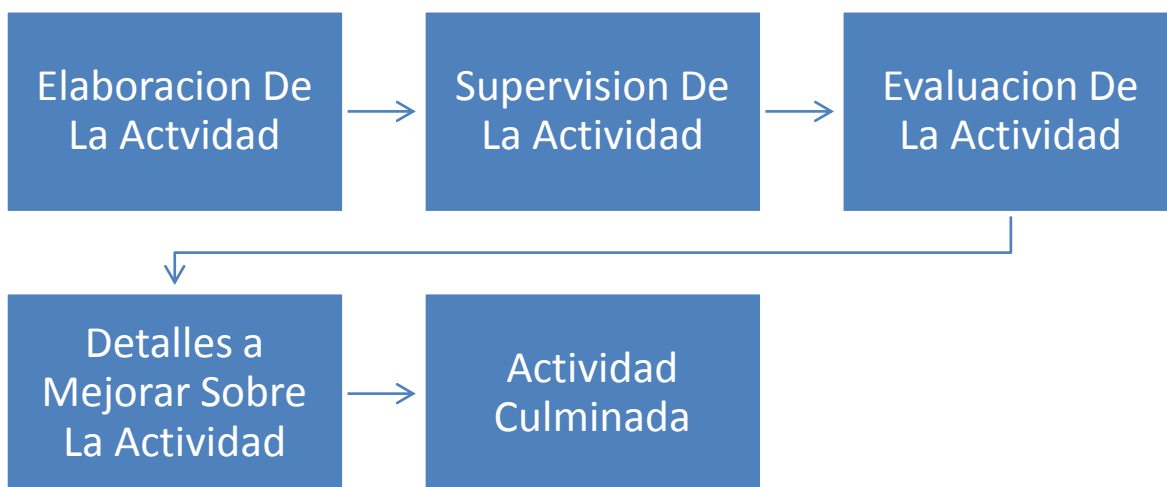 Elaboracion De
La Actvidad
Supervision De
La Actividad
Evaluacion De
La Actividad
Detalles a
Mejorar Sobre
La Actividad
Actividad
Culminada